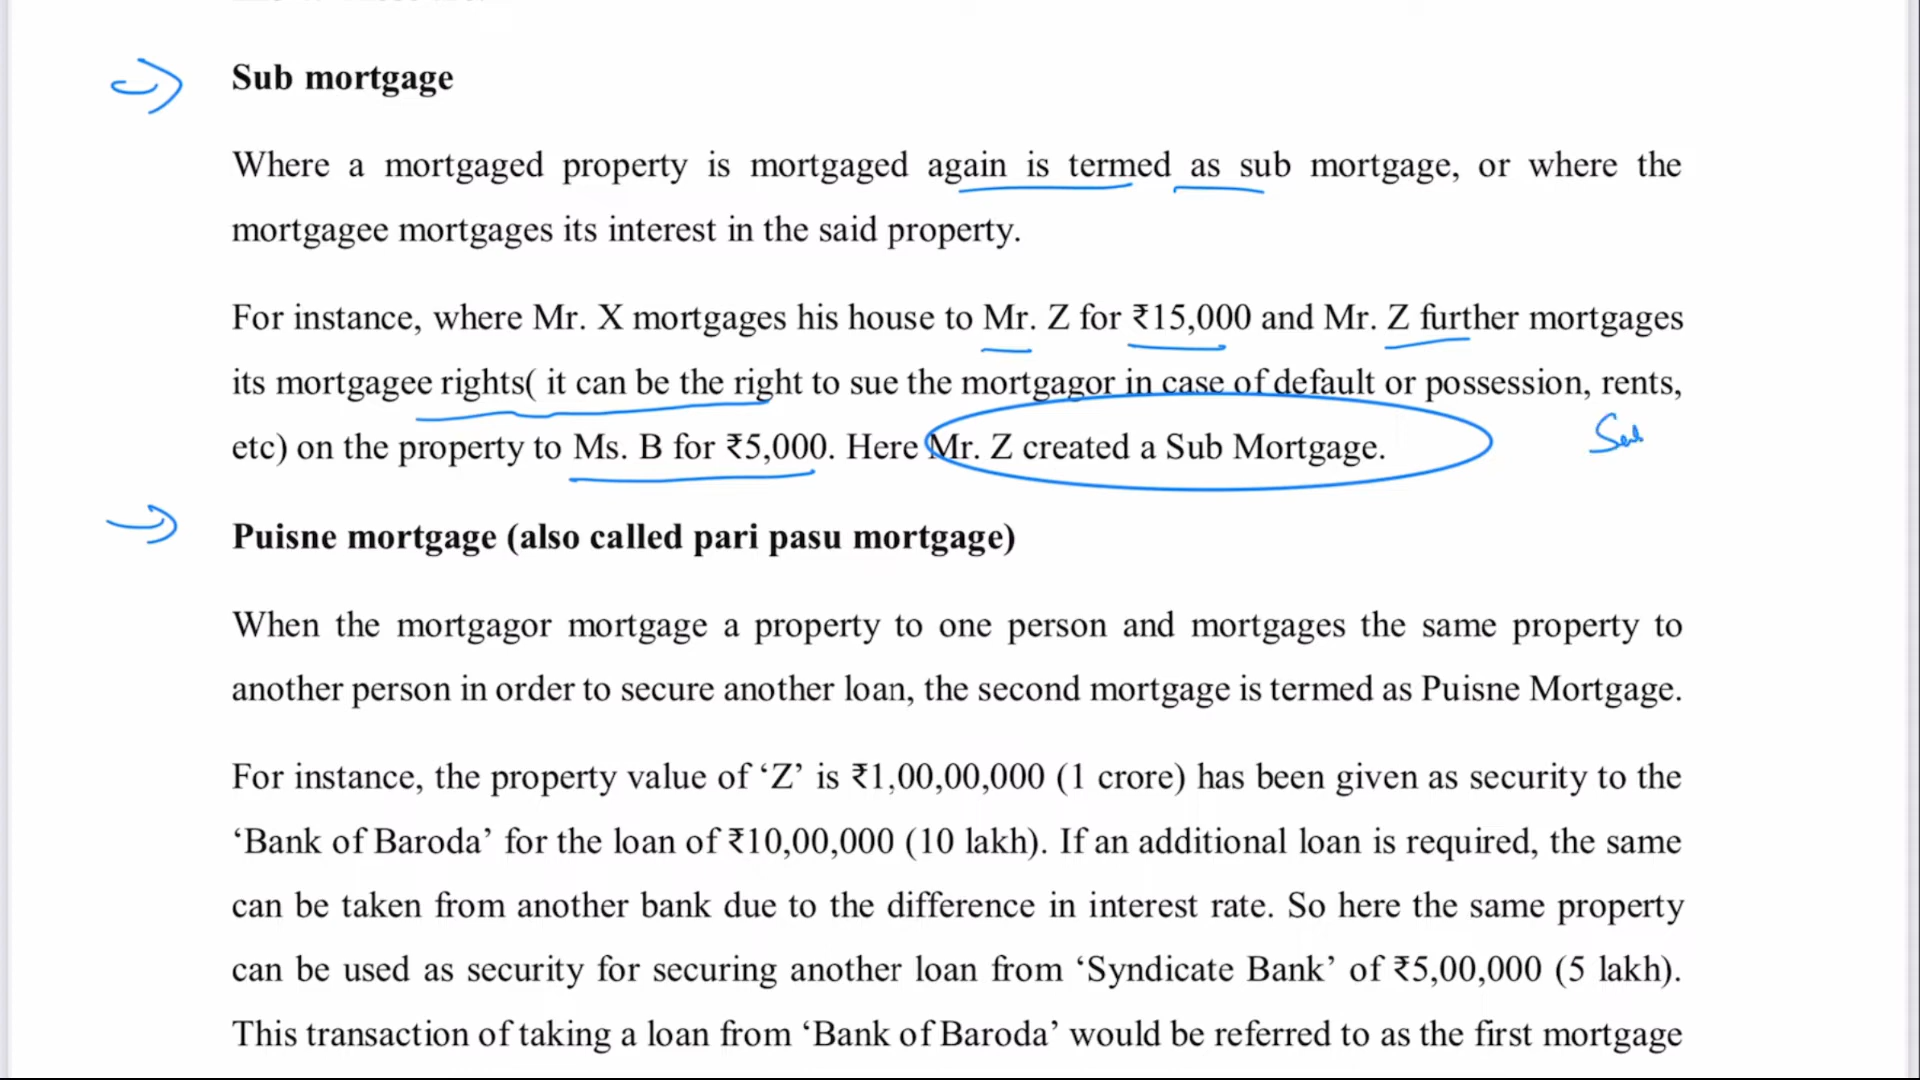 Sub mortgage
Where a mortgaged property is mortgaged again is termed as sub mortgage, or where the
mortgagee mortgages its interest in the said property.
For instance, where Mr. X mortgages his house to Mr. Z for ₹15,000 and Mr. Z further mortgages
its mortgagee rights( it can be the right to sue the mortgagor in case of default or possession, rents,
etc) on the property to Ms. B for ₹5,000. Here Mr. Z created a Sub Mortgage.
Puisne mortgage (also called pari pasu mortgage)
When the mortgagor mortgage a property to one person and mortgages the same property to
another person in order to secure another loan, the second mortgage is termed as Puisne Mortgage.
For instance, the property value of ‘Z’ is ₹1,00,00,000 (1 crore) has been given as security to the
‘Bank of Baroda’ for the loan of ₹10,00,000 (10 lakh). If an additional loan is required, the same
can be taken from another bank due to the difference in interest rate. So here the same property
can be used as security for securing another loan from ‘Syndicate Bank’ of ₹5,00,000 (5 lakh).
This transaction of taking a loan from ‘Bank of Baroda’ would be referred to as the first mortgage